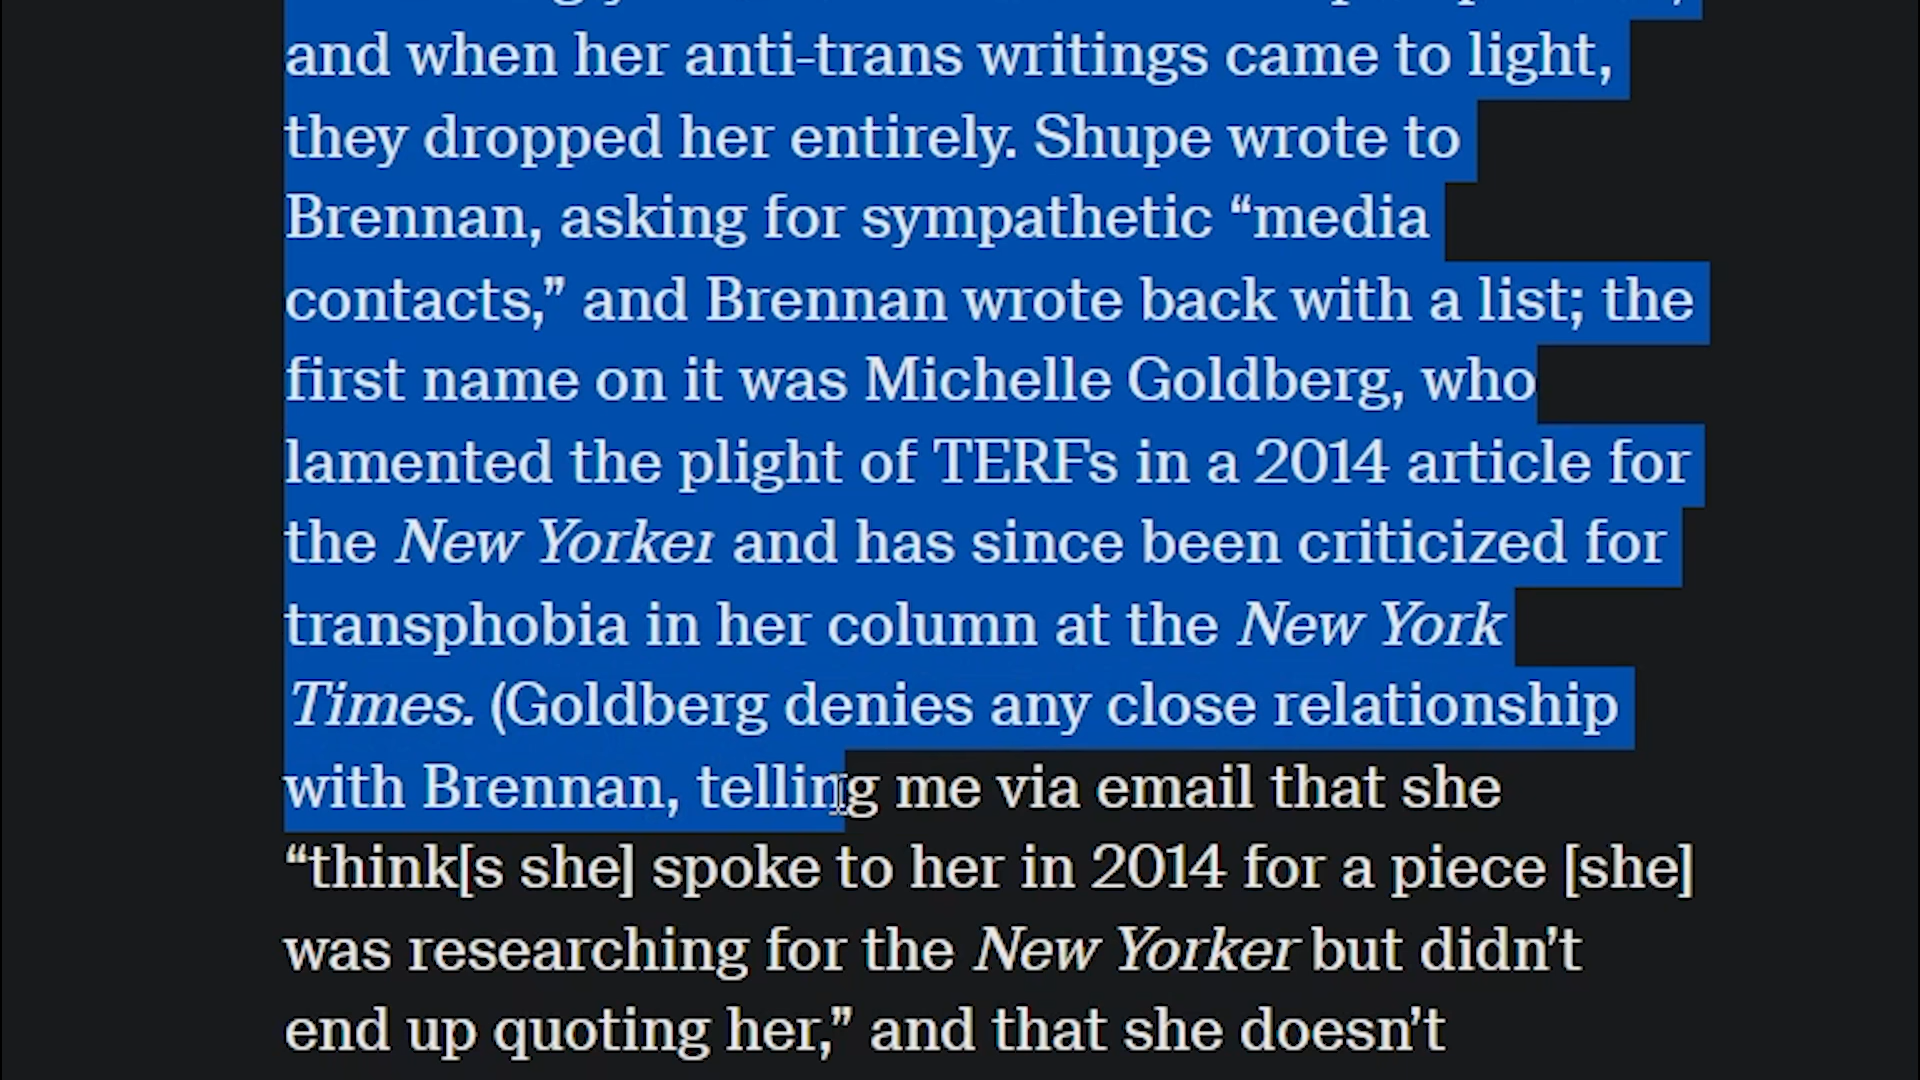 and when her anti-trans writings came to light,
they dropped her entirely. Shupe wrote to
Brennan, asking for sympathetic “media
contacts,” and Brennan wrote back with a list; the
first name on it was Michelle Goldberg, who
lamented the plight of TERFs in a 2014 article for
the New Yorker and has since been criticized for
transphobia in her column at the New York
Times. (Goldberg denies any close relationship
with Brennan, telling me via email that she
“think[s she] spoke to her in 2014 for a piece [she]
was researching for the New Yorker but didn’t
end up quoting her,” and that she doesn’t